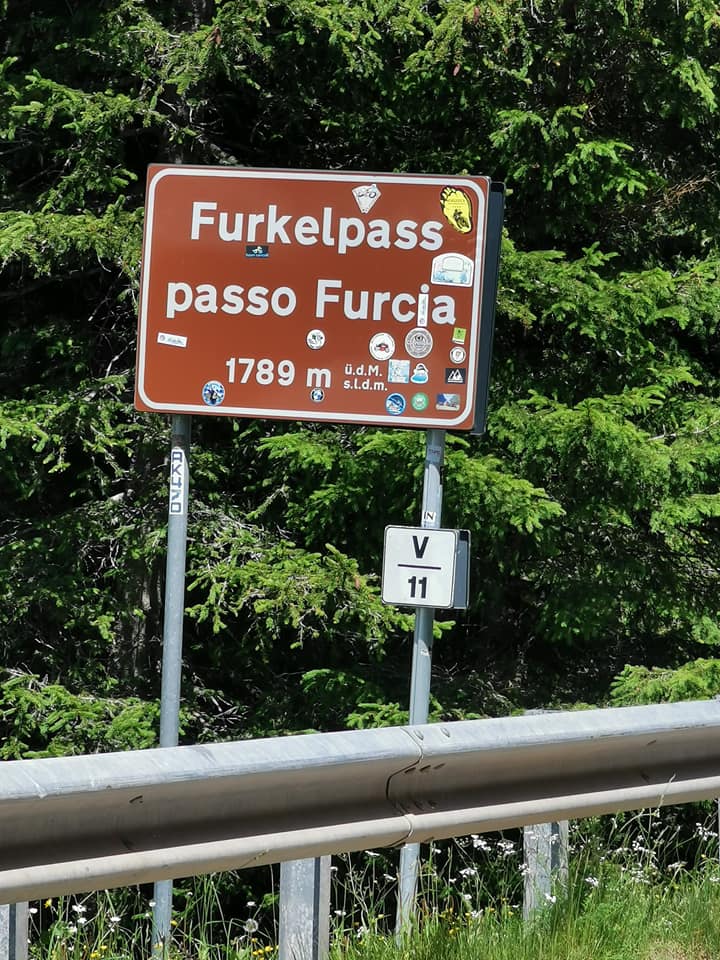 Furkelpass
passo Furcia
1789 m
ü.d.M.
s.l.d.m.
V
11